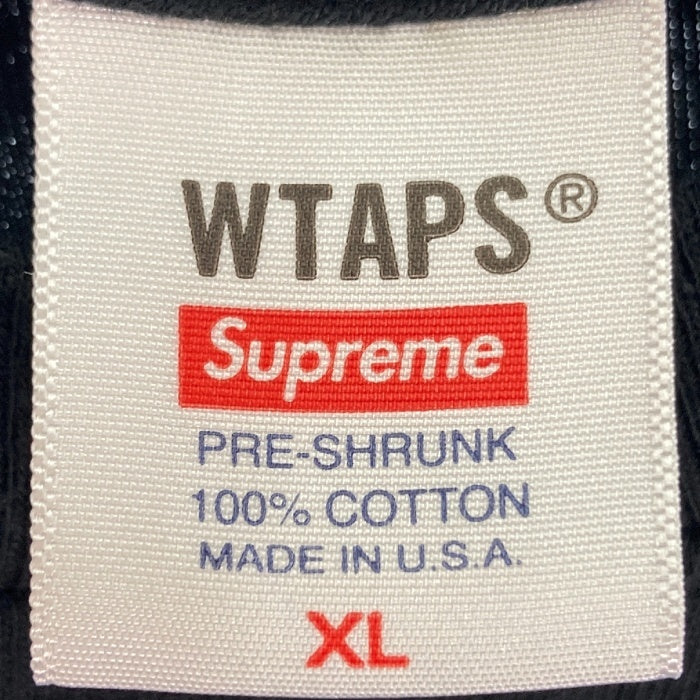 WTAPS®
Supreme
PRE-SHRUNK
100% COTTON
MADE IN U.S.A.
XL